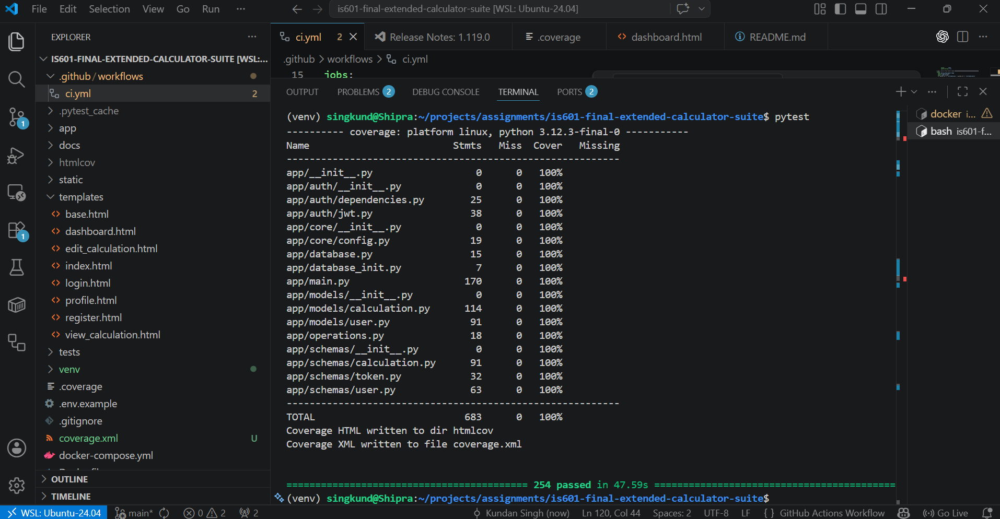 File Edit Selection View Go Run ···
is601-final-extended-calculator-suite [WSL: Ubuntu-24.04]
EXPLORER
IS601-FINAL-EXTENDED-CALCULATOR-SUITE [WSL:...
.github/workflows
ci.yml 2
.pytest_cache
app
docs
htmlcov
static
templates
base.html
dashboard.html
edit_calculation.html
index.html
login.html
profile.html
register.html
view_calculation.html
tests
venv
.coverage
.env.example
.gitignore
coverage.xml U
docker-compose.yml
OUTLINE
TIMELINE
1
1
ci.yml 2
Release Notes: 1.119.0
.coverage
dashboard.html
README.md
.github > workflows > ci.yml
15 jobs:
OUTPUT PROBLEMS 2 DEBUG CONSOLE TERMINAL PORTS 2
(venv) singkund@Shipra:~/projects/assignments/is601-final-extended-calculator-suite$ pytest
---------- coverage: platform linux, python 3.12.3-final-0 -----------
Name Stmts Miss Cover Missing
----------------------------------------------------------
app/__init__.py 0 0 100%
app/auth/__init__.py 0 0 100%
app/auth/dependencies.py 25 0 100%
app/auth/jwt.py 38 0 100%
app/core/__init__.py 0 0 100%
app/core/config.py 19 0 100%
app/database.py 15 0 100%
app/database_init.py 7 0 100%
app/main.py 170 0 100%
app/models/__init__.py 0 0 100%
app/models/calculation.py 114 0 100%
app/models/user.py 91 0 100%
app/operations.py 18 0 100%
app/schemas/__init__.py 0 0 100%
app/schemas/calculation.py 91 0 100%
app/schemas/token.py 32 0 100%
app/schemas/user.py 63 0 100%
----------------------------------------------------------
TOTAL 683 0 100%
Coverage HTML written to dir htmlcov
Coverage XML written to file coverage.xml
========================================== 254 passed in 47.59s ==========================================
(venv) singkund@Shipra:~/projects/assignments/is601-final-extended-calculator-suite$
docker i...
bash is601-f...
WSL: Ubuntu-24.04 main* 0 2 2 Kundan Singh (now) Ln 120, Col 44 Spaces: 2 UTF-8 LF { } GitHub Actions Workflow Go Live